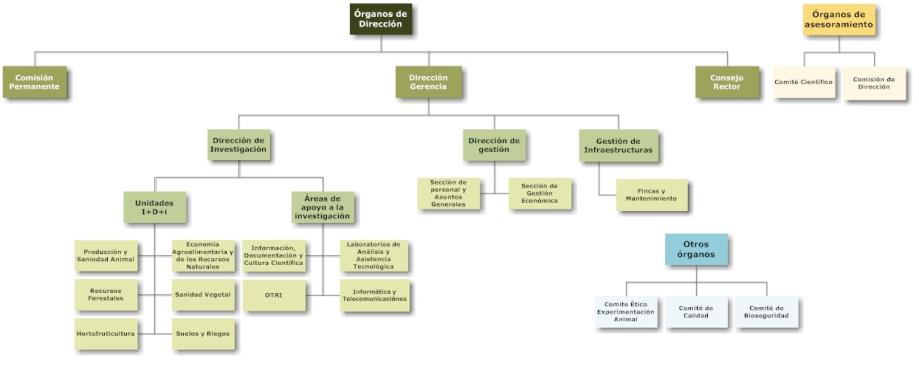 Órganos de
Dirección
Órganos de
asesoramiento
Comisión
Permanente
Dirección
Gerencia
Consejo
Rector
Comité Científico
Comisión de
Dirección
Dirección de
Investigación
Dirección de
gestión
Gestión de
Infraestructuras
Unidades
I+D+i
Áreas de
apoyo a la
investigación
Sección de
personal y
Asuntos
Generales
Sección de
Gestión
Económica
Fincas y
Mantenimiento
Producción y
Saniodad Animal
Economía
Agroalimentaria y
de los Recursos
Naturales
Información,
Documentación y
Cultura Científica
Laboratorios de
Análisis y
Asistencia
Tecnológica
Otros
órganos
Recursos
Forestales
Sanidad Vegetal
OTRI
Informática y
Telecomunicaciónes
Hortofruticultura
Suelos y Riegos
Comite Ético
Experimentación
Animal
Comité de
Calidad
Comité de
Bioseguridad